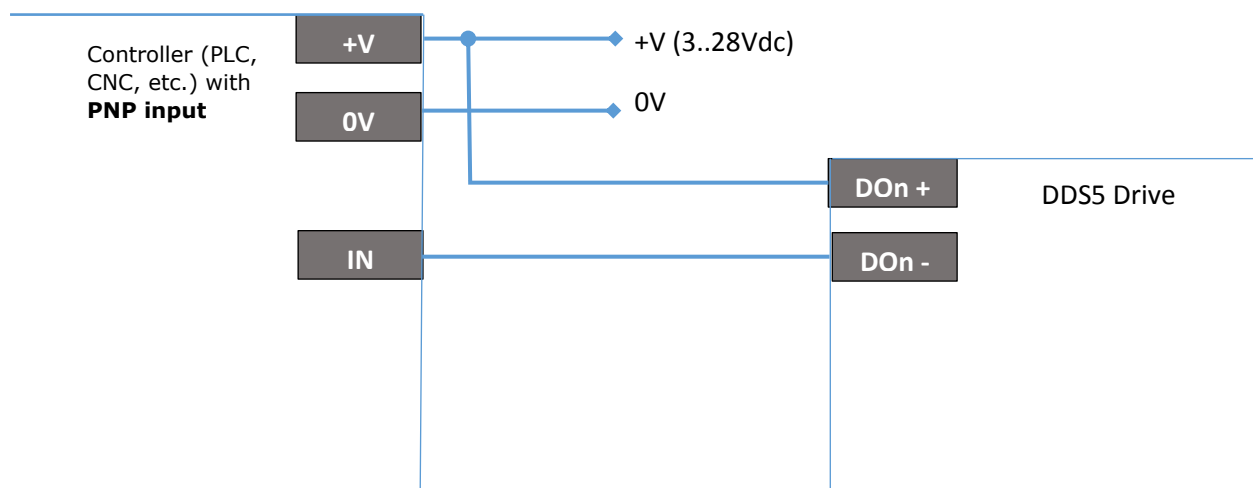 Controller (PLC,
CNC, etc.) with
PNP input
+V
0V
IN
+V (3..28Vdc)
0V
DOn +
DOn -
DDS5 Drive